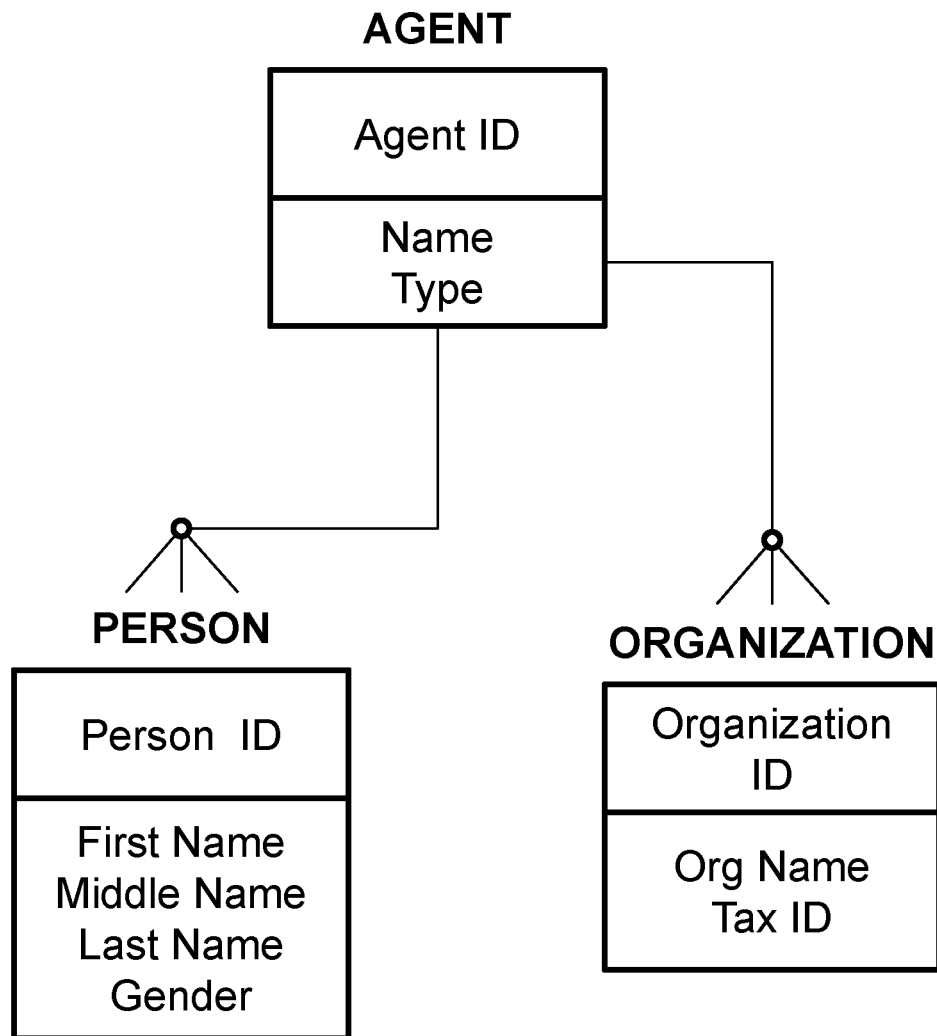 AGENT
Agent ID
Name
Type
PERSON
Person ID
First Name
Middle Name
Last Name
Gender
ORGANIZATION
Organization
ID
Org Name
Tax ID